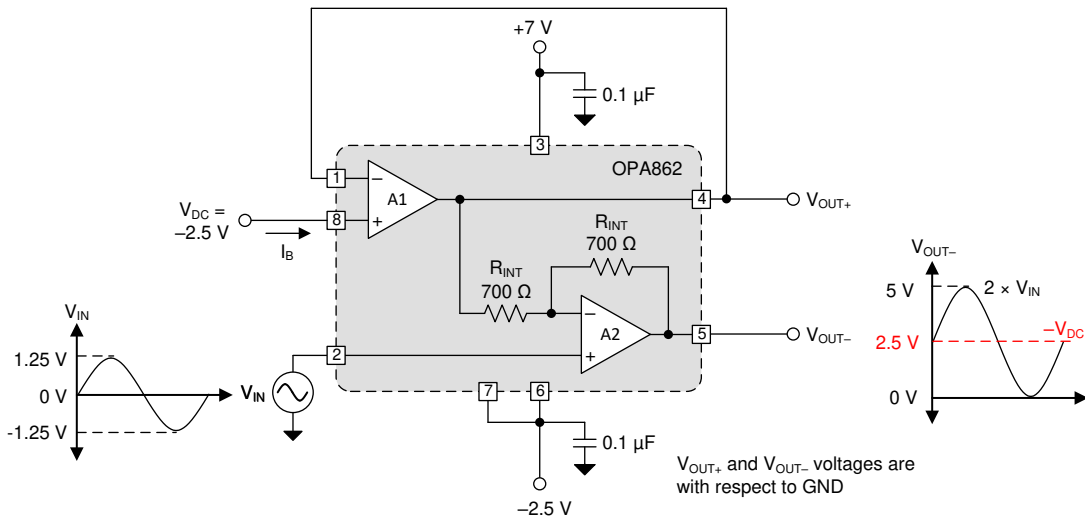 +7 V
0.1 µF
3
OPA862
1
−
A1
+
8
4
VOUT+
VDC =
−2.5 V
IB
RINT
700 Ω
RINT
700 Ω
−
A2
+
5
VOUT−
2
VIN
1.25 V
0 V
-1.25 V
VIN
7
6
0.1 µF
−2.5 V
VOUT−
5 V
2 × VIN
2.5 V
−VDC
0 V
VOUT+ and VOUT− voltages are
with respect to GND